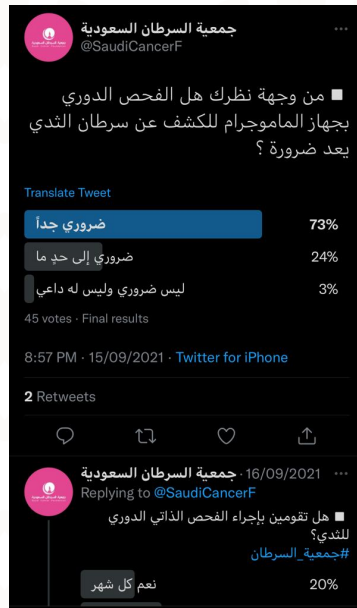 جمعية السرطان السعودية
@SaudiCancerF
■ من وجهة نظرك هل الفحص الدوري
بجهاز الماموجرام للكشف عن سرطان الثدي
يعد ضرورة ؟
Translate Tweet
ضروري جداً 73%
ضروري إلى حدٍ ما 24%
ليس ضروري وليس له داعي 3%
45 votes · Final results
8:57 PM · 15/09/2021 · Twitter for iPhone
2 Retweets
جمعية السرطان السعودية · 16/09/2021
Replying to @SaudiCancerF
■ هل تقومين بإجراء الفحص الذاتي الدوري
للثدي؟
#جمعية_السرطان
نعم كل شهر 20%